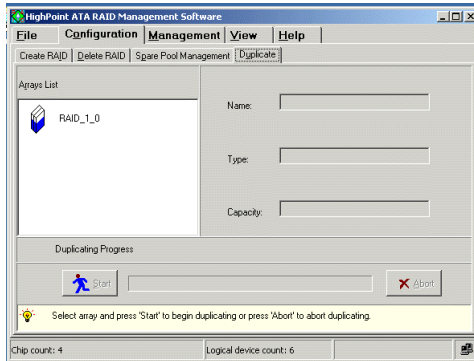 HighPoint ATA RAID Management Software
File Configuration Management View Help
Create RAID Delete RAID Spare Pool Management Duplicate
Arrays List
RAID_1_0
Name:
Type:
Capacity:
Duplicating Progress
Start Abort
Select array and press 'Start' to begin duplicating or press 'Abort' to abort duplicating.
Chip count: 4 Logical device count: 6